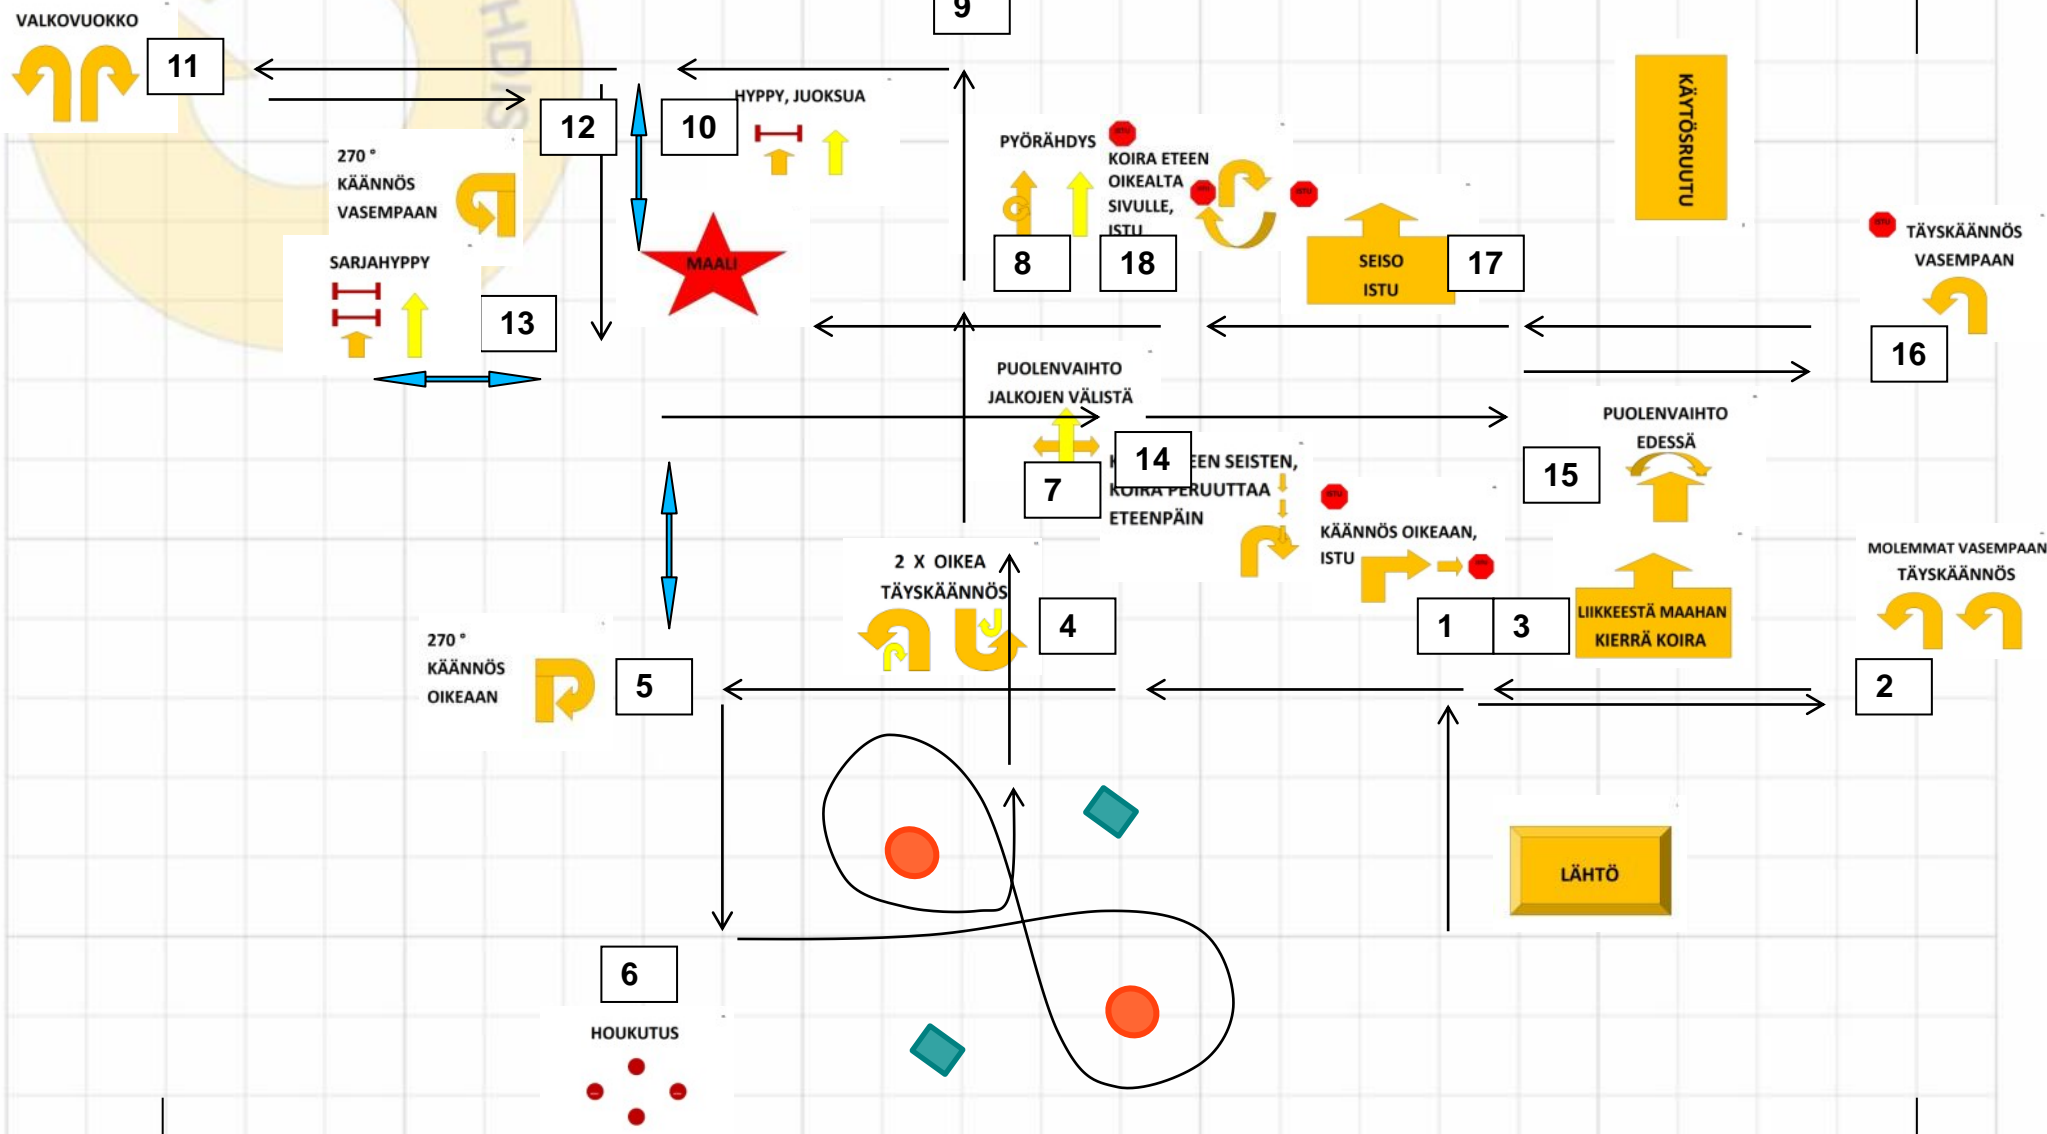 VALKOVUOKKO
11
9
HDIS
12
10
HYPPY, JUOKSUA
270 °
KÄÄNNÖS
VASEMPAAN
SARJAHYPPY
13
MAALI
PYÖRÄHDYS
8
KOIRA ETEEN
OIKEALTA
SIVULLE,
ISTU
18
SEISO
ISTU
17
KÄYTÖSRUUTU
TÄYSKÄÄNNÖS
VASEMPAAN
16
PUOLENVAIHTO
JALKOJEN VÄLISTÄ
7
14
EEN SEISTEN,
KOIRA PERUUTTAA
ETEENPÄIN
KÄÄNNÖS OIKEAAN,
ISTU
1
3
15
PUOLENVAIHTO
EDESSÄ
LIIKKEESTÄ MAAHAN
KIERRÄ KOIRA
MOLEMMAT VASEMPAAN
TÄYSKÄÄNNÖS
2
2 X OIKEA
TÄYSKÄÄNNÖS
4
270 °
KÄÄNNÖS
OIKEAAN
5
LÄHTÖ
6
HOUKUTUS